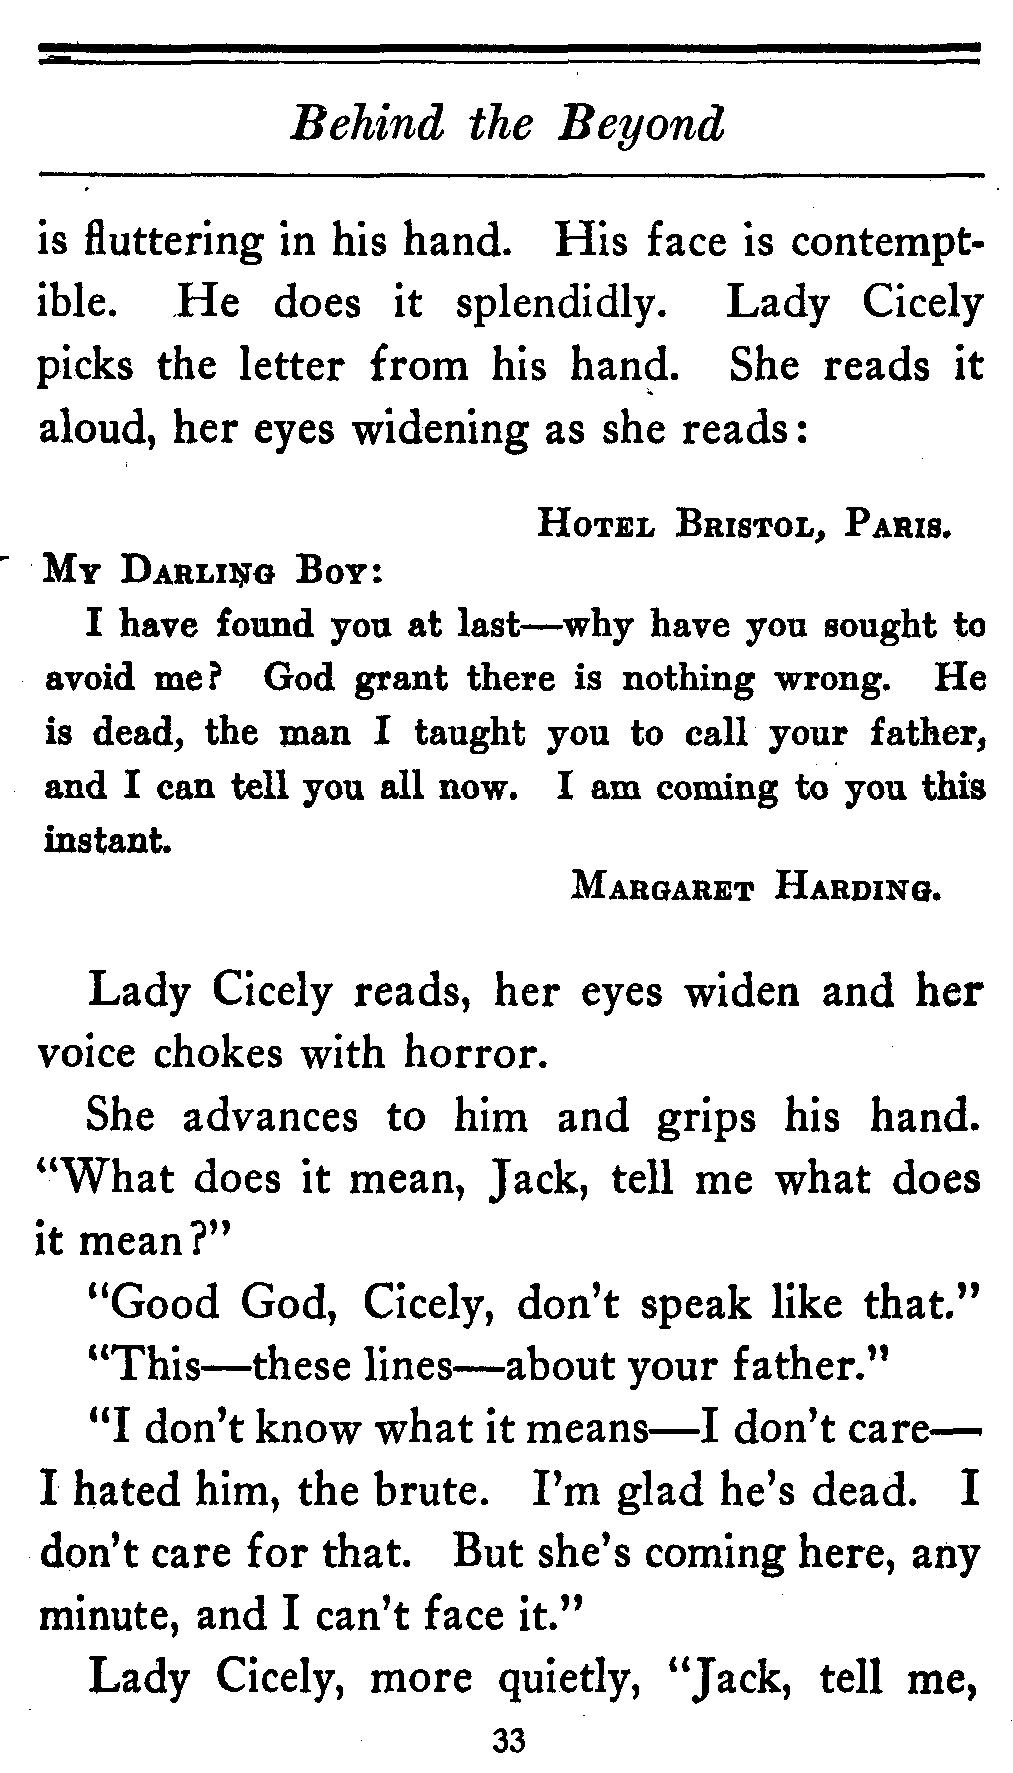 Behind the Beyond
is fluttering in his hand. His face is contempt-
ible. He does it splendidly. Lady Cicely
picks the letter from his hand. She reads it
aloud, her eyes widening as she reads:
HOTEL BRISTOL, PARIS.
MY DARLING BOY:
I have found you at last—why have you sought to
avoid me? God grant there is nothing wrong. He
is dead, the man I taught you to call your father,
and I can tell you all now. I am coming to you this
instant.
MARGARET HARDING.
Lady Cicely reads, her eyes widen and her
voice chokes with horror.
She advances to him and grips his hand.
“What does it mean, Jack, tell me what does
it mean?”
“Good God, Cicely, don’t speak like that.”
“This—these lines—about your father.”
“I don’t know what it means—I don’t care—
I hated him, the brute. I’m glad he’s dead. I
don’t care for that. But she’s coming here, any
minute, and I can’t face it.”
Lady Cicely, more quietly, “Jack, tell me,
33